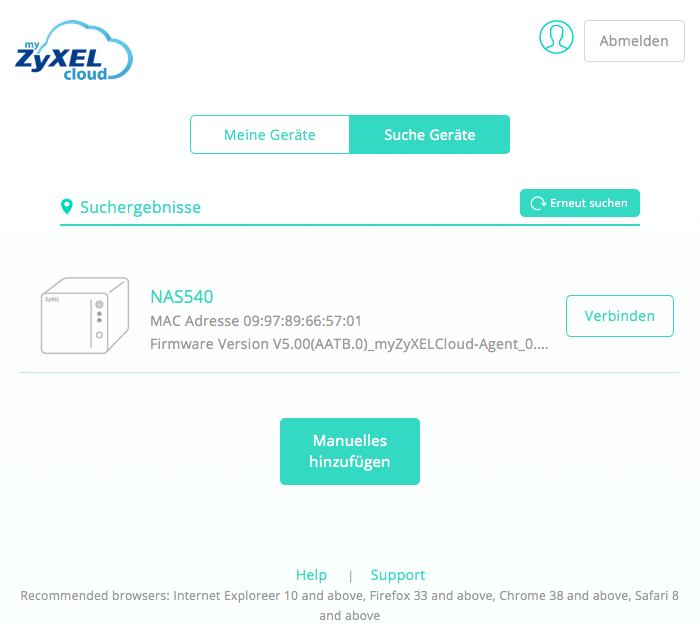 my
ZyXEL
cloud
Abmelden
Meine Geräte
Suche Geräte
Suchergebnisse
Erneut suchen
ZyXEL
NAS540
MAC Adresse 09:97:89:66:57:01
Firmware Version V5.00(AATB.0)_myZyXELCloud-Agent_0....
Verbinden
Manuelles
hinzufügen
Help | Support
Recommended browsers: Internet Exploreer 10 and above, Firefox 33 and above, Chrome 38 and above, Safari 8
and above